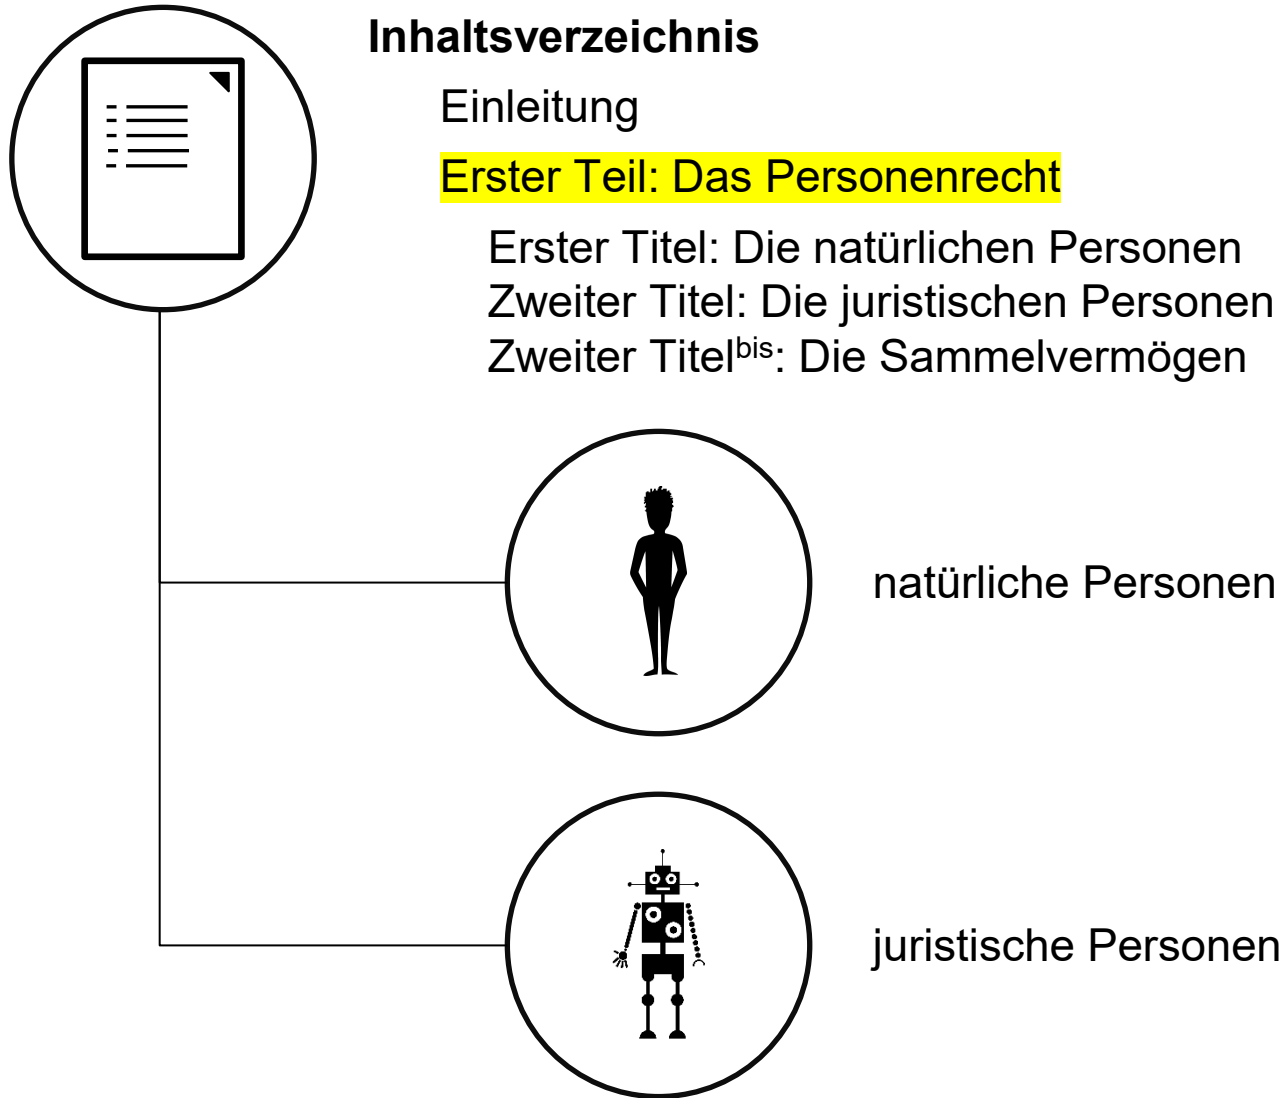 Inhaltsverzeichnis
Einleitung
Erster Teil: Das Personenrecht
Erster Titel: Die natürlichen Personen
Zweiter Titel: Die juristischen Personen
Zweiter Titelbis: Die Sammelvermögen
natürliche Personen
juristische Personen